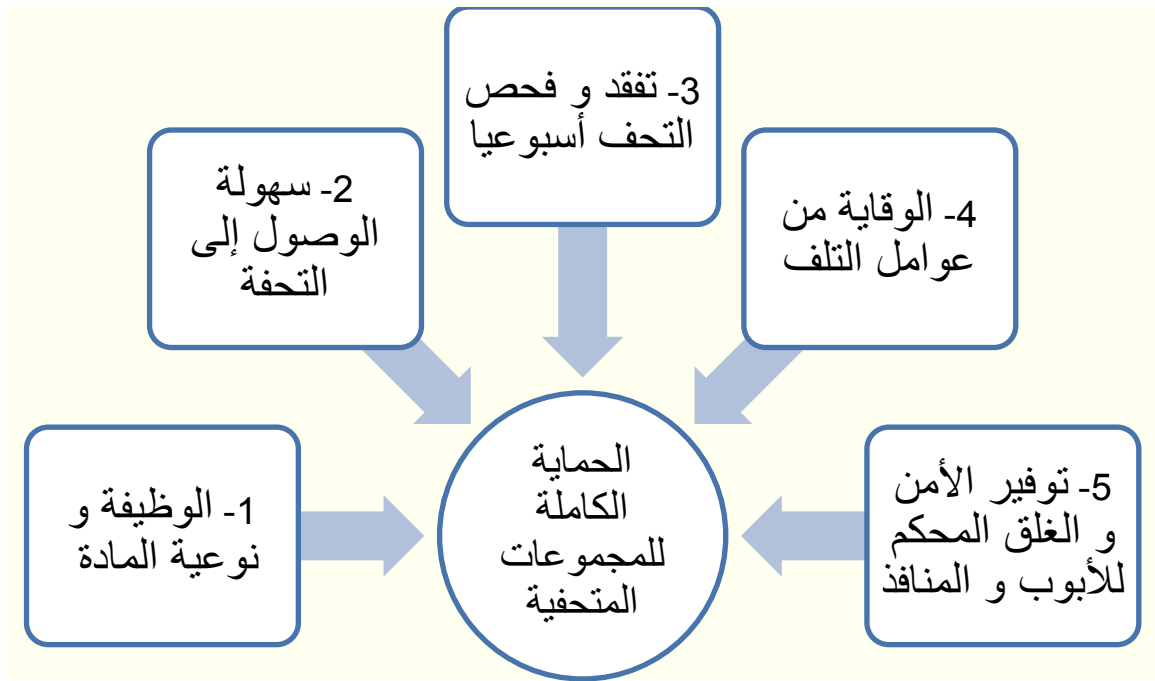 1- الوظيفة و
نوعية المادة
2- سهولة
الوصول إلى
التحفة
3- تفقد و فحص
التحف أسبوعيا
4- الوقاية من
عوامل التلف
5- توفير الأمن
و الغلق المحكم
للأبوب و المنافذ
الحماية
الكاملة
للمجموعات
المتحفية